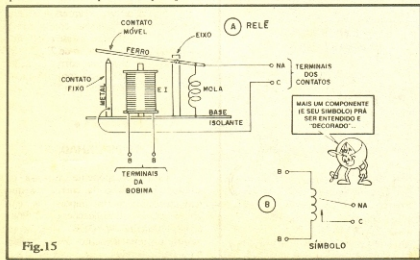 CONTATO
MÓVEL
FERRO
EIXO
A RELÊ
NA
TERMINAIS
DOS
CONTATOS
C
CONTATO
FIXO
METAL
E I
MOLA
BASE
ISOLANTE
B B
TERMINAIS
DA
BOBINA
MAIS UM COMPONENTE
(E SEU SÍMBOLO) PRÁ
SER ENTENDIDO E
"DECORADO"...
B
B
NA
C
B
SÍMBOLO
Fig.15